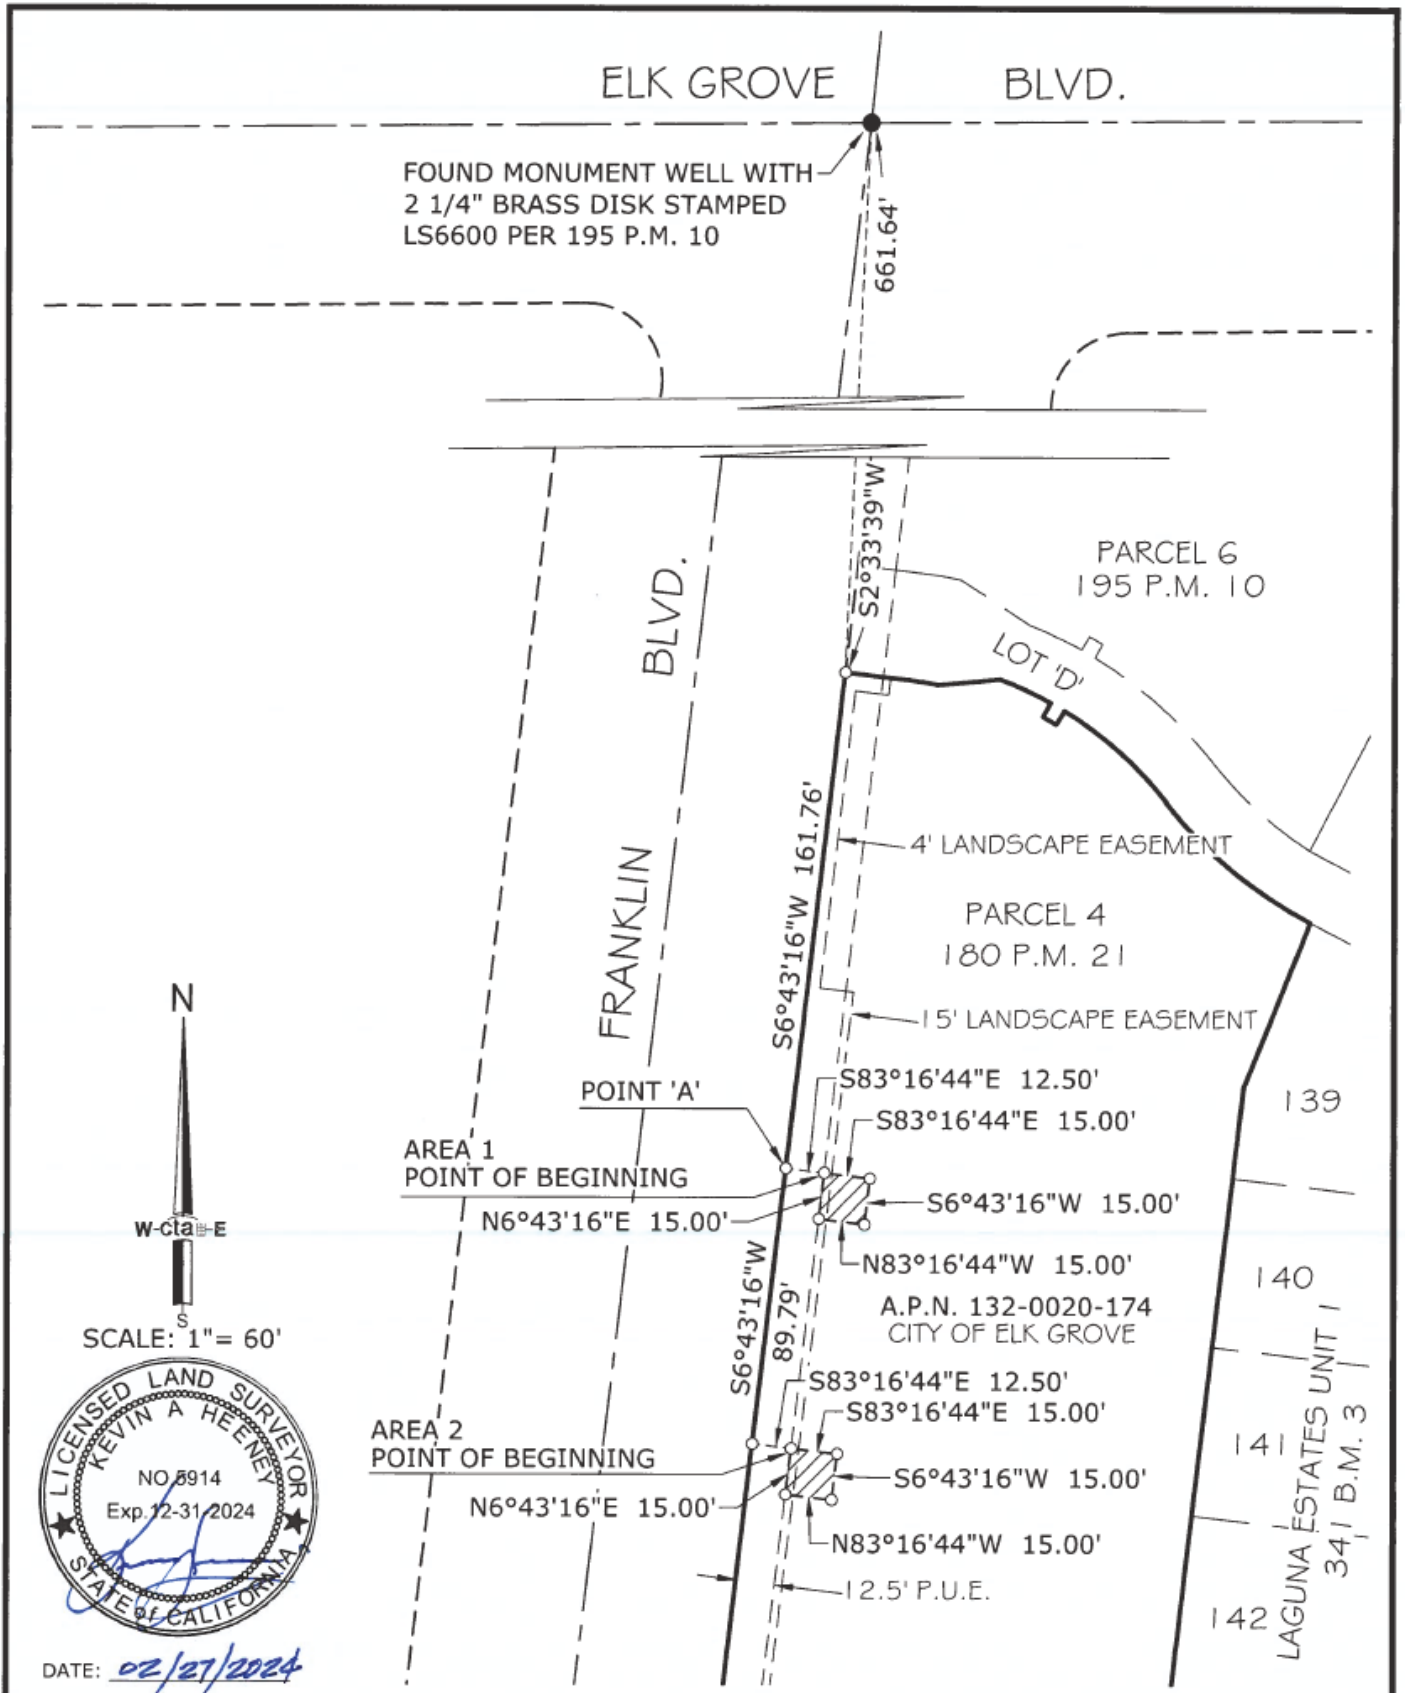 ELK GROVE BLVD.
FOUND MONUMENT WELL WITH
2 1/4" BRASS DISK STAMPED
LS6600 PER 195 P.M. 10
661.64'
S2°33'39"W
PARCEL 6
195 P.M. 10
LOT 'D'
FRANKLIN BLVD.
S6°43'16"W 161.76'
4' LANDSCAPE EASEMENT
PARCEL 4
180 P.M. 21
15' LANDSCAPE EASEMENT
S83°16'44"E 12.50'
POINT 'A'
S83°16'44"E 15.00'
139
AREA 1
POINT OF BEGINNING
S6°43'16"W 15.00'
N6°43'16"E 15.00'
N83°16'44"W 15.00'
140
A.P.N. 132-0020-174
CITY OF ELK GROVE
S6°43'16"W
89.79'
S83°16'44"E 12.50'
S83°16'44"E 15.00'
AREA 2
POINT OF BEGINNING
141
S6°43'16"W 15.00'
N6°43'16"E 15.00'
N83°16'44"W 15.00'
12.5' P.U.E.
142
LAGUNA ESTATES UNIT 1
341 B.M. 3
N
W-cta-E
S
SCALE: 1"= 60'
LICENSED LAND SURVEYOR
KEVIN A HEENEY
NO 5914
Exp.12-31-2024
STATE of CALIFORNIA
DATE: 02/27/2024